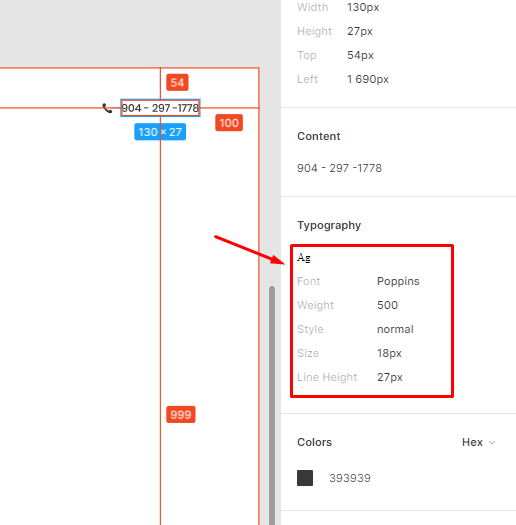 54
904 - 297 -1778
100
130 × 27
999
Width 130px
Height 27px
Top 54px
Left 1 690px
Content
904 - 297 -1778
Typography
Ag
Font Poppins
Weight 500
Style normal
Size 18px
Line Height 27px
Colors Hex
393939